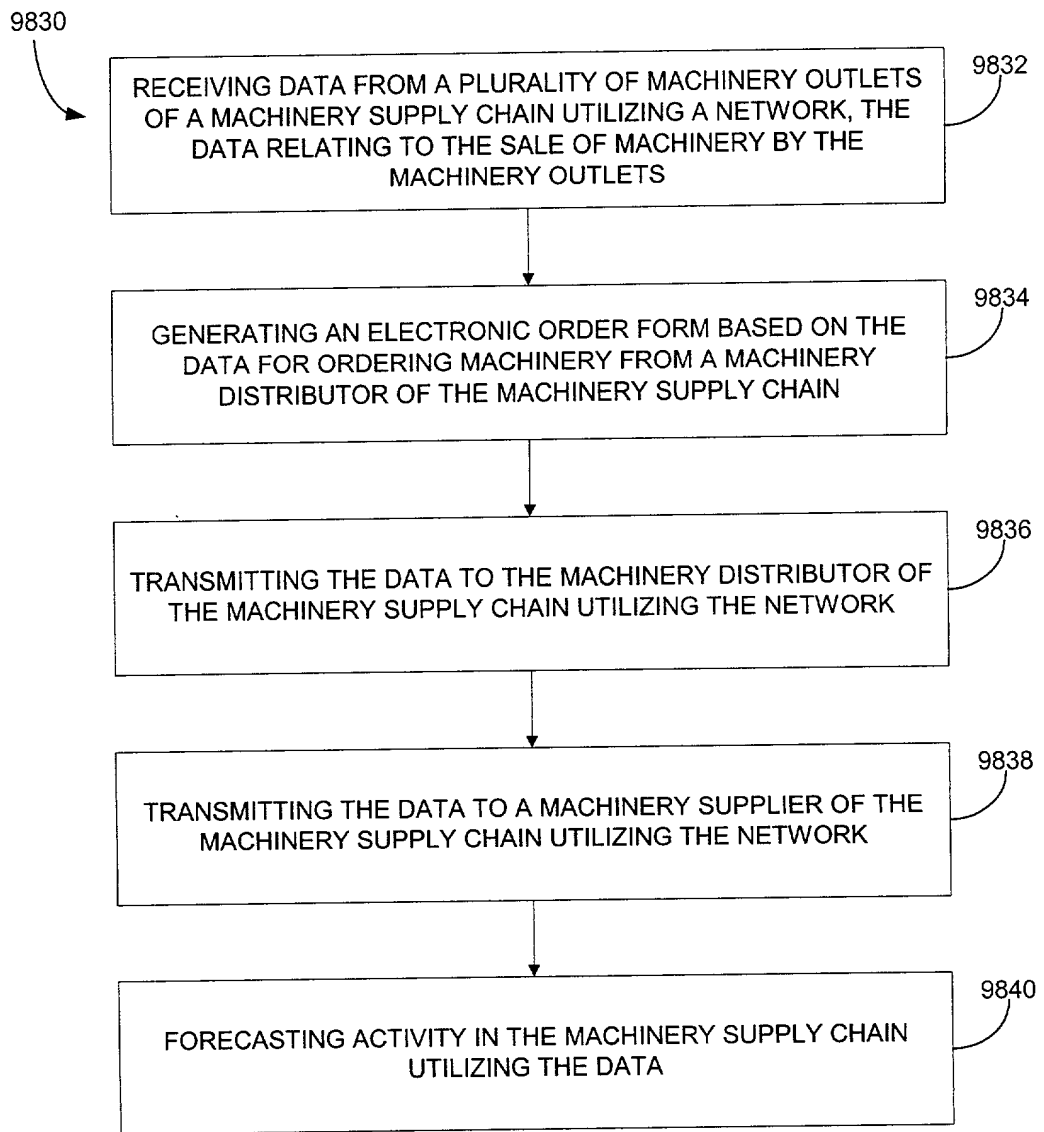 9830
RECEIVING DATA FROM A PLURALITY OF MACHINERY OUTLETS
OF A MACHINERY SUPPLY CHAIN UTILIZING A NETWORK, THE
DATA RELATING TO THE SALE OF MACHINERY BY THE
MACHINERY OUTLETS
9832
GENERATING AN ELECTRONIC ORDER FORM BASED ON THE
DATA FOR ORDERING MACHINERY FROM A MACHINERY
DISTRIBUTOR OF THE MACHINERY SUPPLY CHAIN
9834
TRANSMITTING THE DATA TO THE MACHINERY DISTRIBUTOR OF
THE MACHINERY SUPPLY CHAIN UTILIZING THE NETWORK
9836
TRANSMITTING THE DATA TO A MACHINERY SUPPLIER OF THE
MACHINERY SUPPLY CHAIN UTILIZING THE NETWORK
9838
FORECASTING ACTIVITY IN THE MACHINERY SUPPLY CHAIN
UTILIZING THE DATA
9840